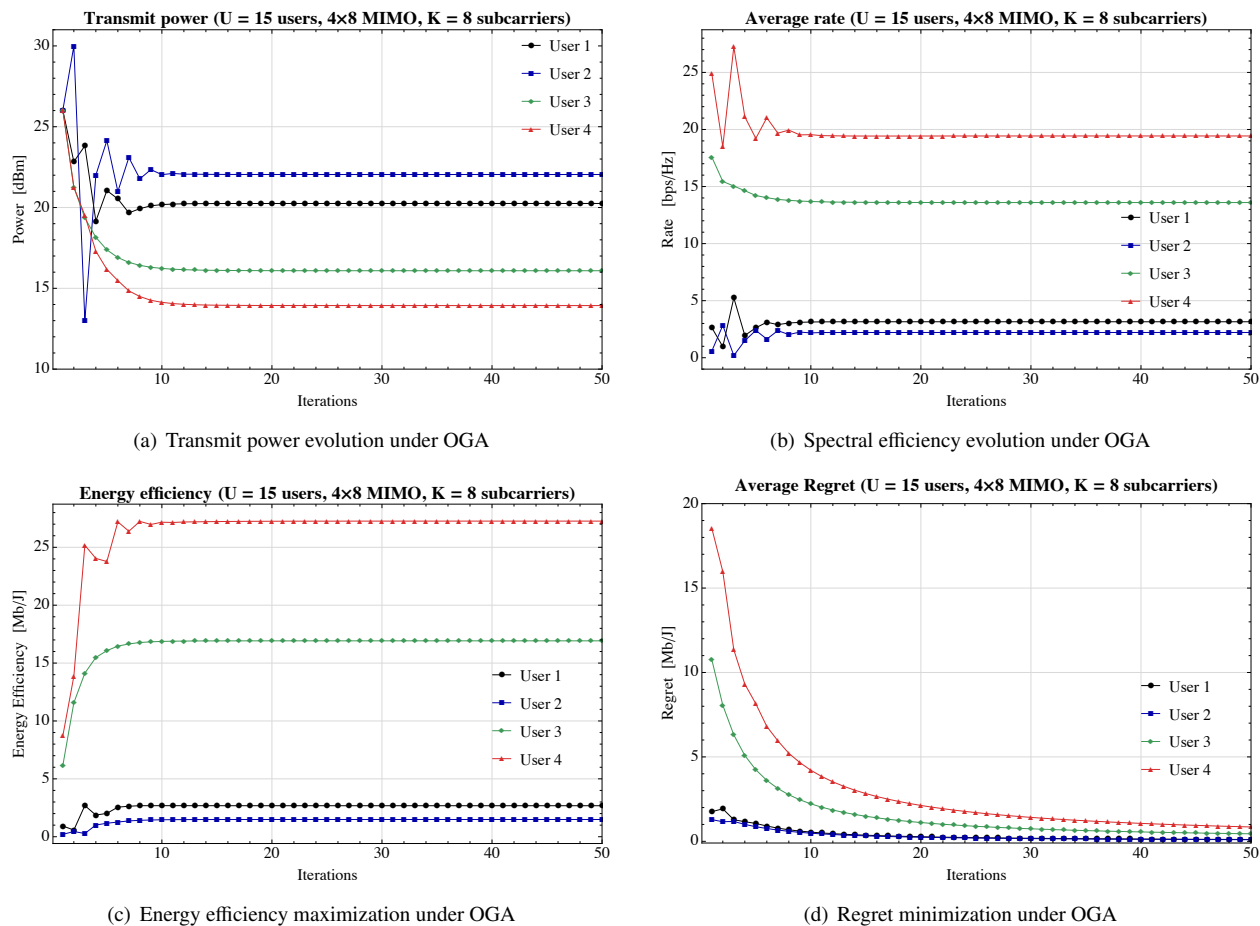 Transmit power (U = 15 users, 4×8 MIMO, K = 8 subcarriers)
30
25
20
15
10
Power [dBm]
User 1
User 2
User 3
User 4
10 20 30 40 50
Iterations
(a) Transmit power evolution under OGA
Average rate (U = 15 users, 4×8 MIMO, K = 8 subcarriers)
25
20
15
10
5
0
Rate [bps/Hz]
User 1
User 2
User 3
User 4
10 20 30 40 50
Iterations
(b) Spectral efficiency evolution under OGA
Energy efficiency (U = 15 users, 4×8 MIMO, K = 8 subcarriers)
25
20
15
10
5
0
Energy Efficiency [Mb/J]
User 1
User 2
User 3
User 4
10 20 30 40 50
Iterations
(c) Energy efficiency maximization under OGA
Average Regret (U = 15 users, 4×8 MIMO, K = 8 subcarriers)
20
15
10
5
0
Regret [Mb/J]
User 1
User 2
User 3
User 4
10 20 30 40 50
Iterations
(d) Regret minimization under OGA